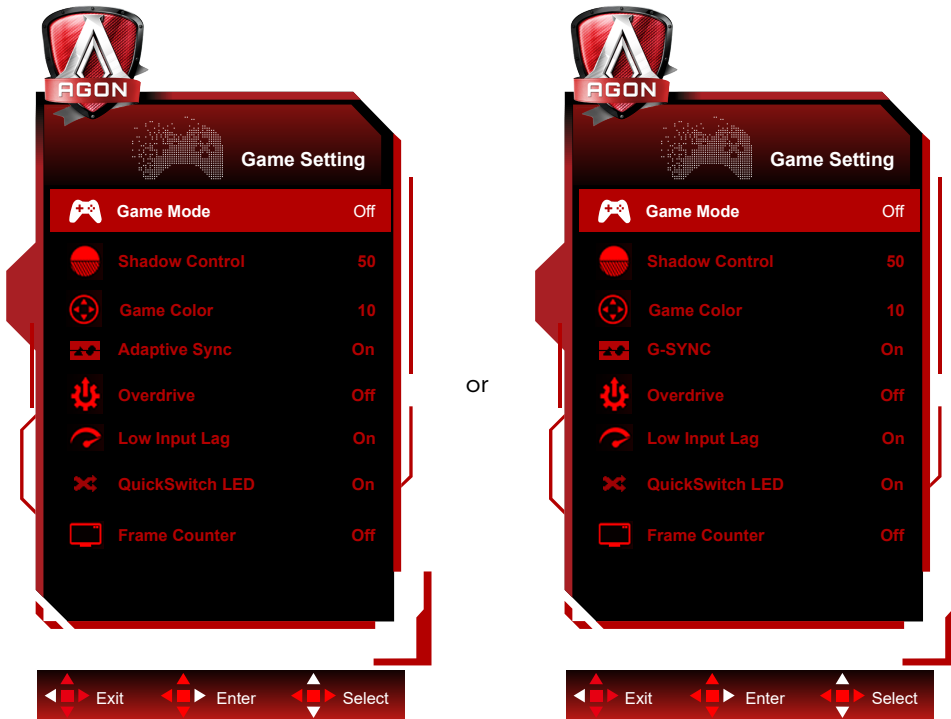 AGON
Game Setting
Game Mode Off
Shadow Control 50
Game Color 10
Adaptive Sync On
Overdrive Off
Low Input Lag On
QuickSwitch LED On
Frame Counter Off
Exit Enter Select
or
AGON
Game Setting
Game Mode Off
Shadow Control 50
Game Color 10
G-SYNC On
Overdrive Off
Low Input Lag On
QuickSwitch LED On
Frame Counter Off
Exit Enter Select